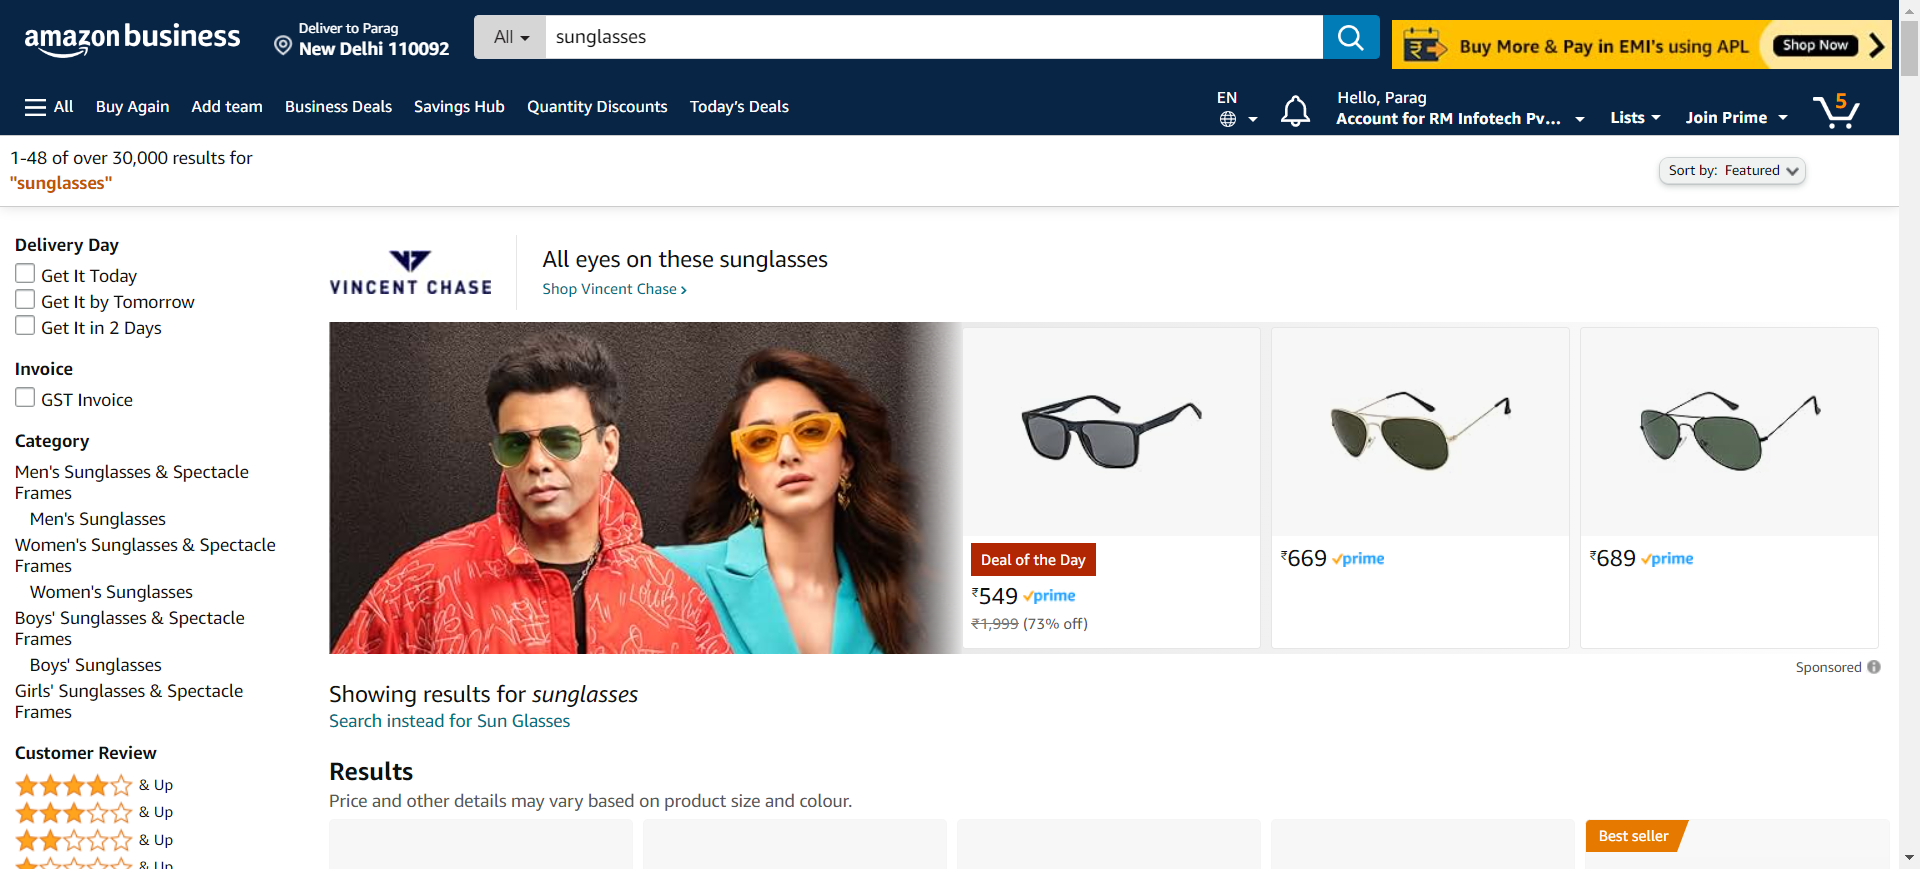 amazon business
Deliver to Parag
New Delhi 110092
All
sunglasses
Buy More & Pay in EMI's using APL
Shop Now
All
Buy Again
Add team
Business Deals
Savings Hub
Quantity Discounts
Today's Deals
EN
Hello, Parag
Account for RM Infotech Pv...
Lists
Join Prime
5
1-48 of over 30,000 results for
"sunglasses"
Sort by: Featured
Delivery Day
Get It Today
Get It by Tomorrow
Get It in 2 Days
Invoice
GST Invoice
Category
Men's Sunglasses & Spectacle
Frames
Men's Sunglasses
Women's Sunglasses & Spectacle
Frames
Women's Sunglasses
Boys' Sunglasses & Spectacle
Frames
Boys' Sunglasses
Girls' Sunglasses & Spectacle
Frames
Customer Review
& Up
& Up
& Up
& Up
VINCENT CHASE
All eyes on these sunglasses
Shop Vincent Chase ›
Deal of the Day
₹549 prime
₹1,999 (73% off)
₹669 prime
₹689 prime
Sponsored
Showing results for sunglasses
Search instead for Sun Glasses
Results
Price and other details may vary based on product size and colour.
Best seller